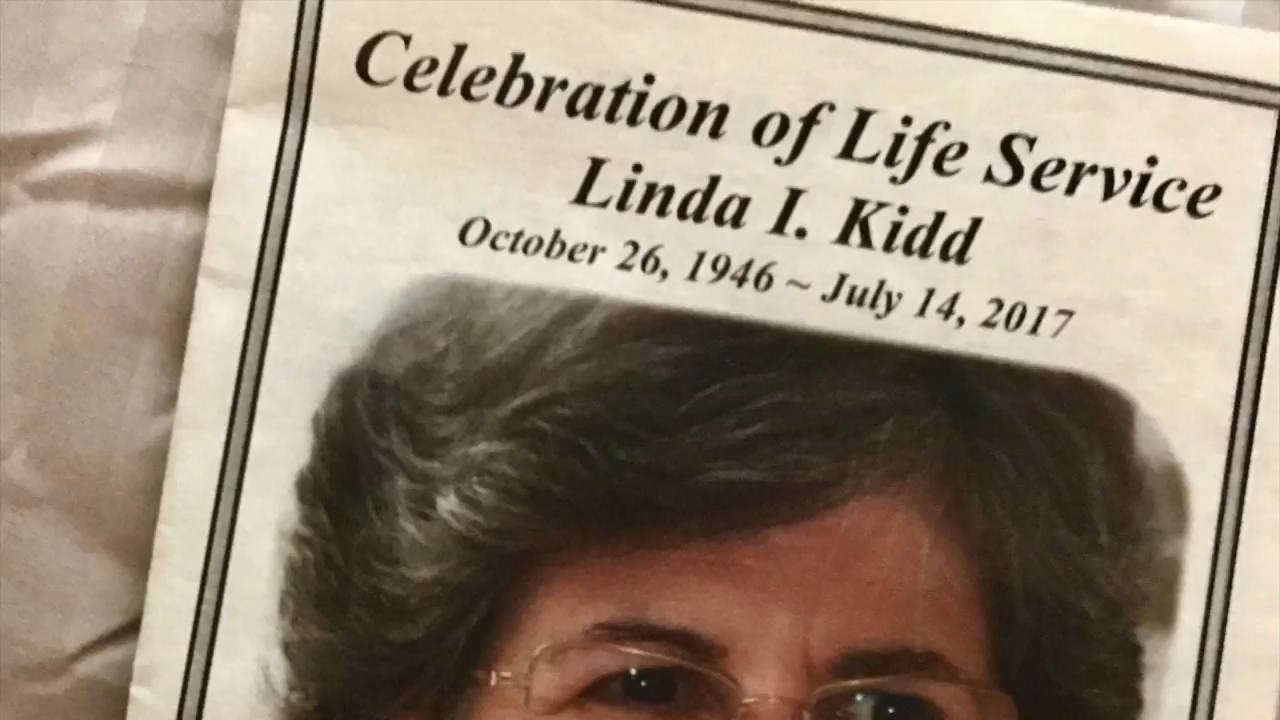 Celebration of Life Service
Linda I. Kidd
October 26, 1946 ~ July 14, 2017